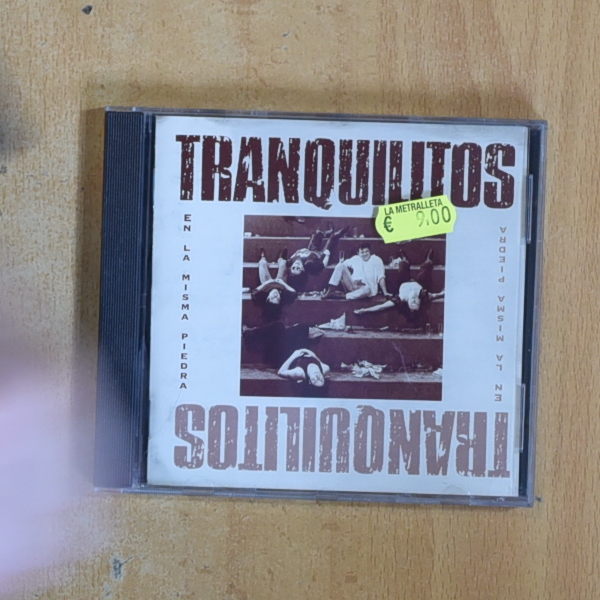 TRANQUILITOS
LA METRALLETA
€ 9.00
EN LA MISMA PIEDRA
EN LA MISMA PIEDRA
TRANQUILITOS